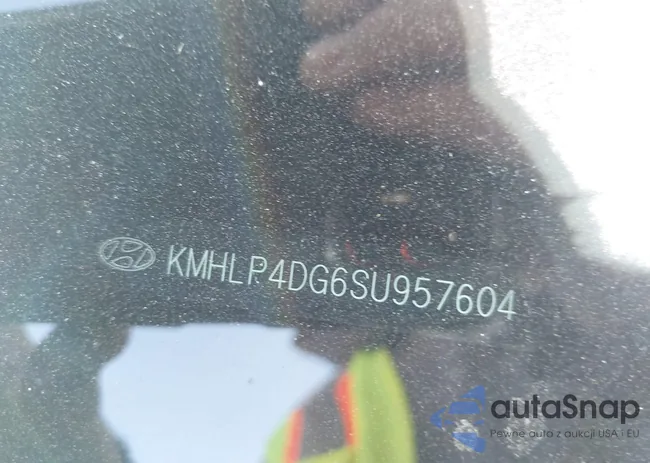 KMHLP4DG6SU957604
autaSnap
Pewne auto z aukcji USA i EU